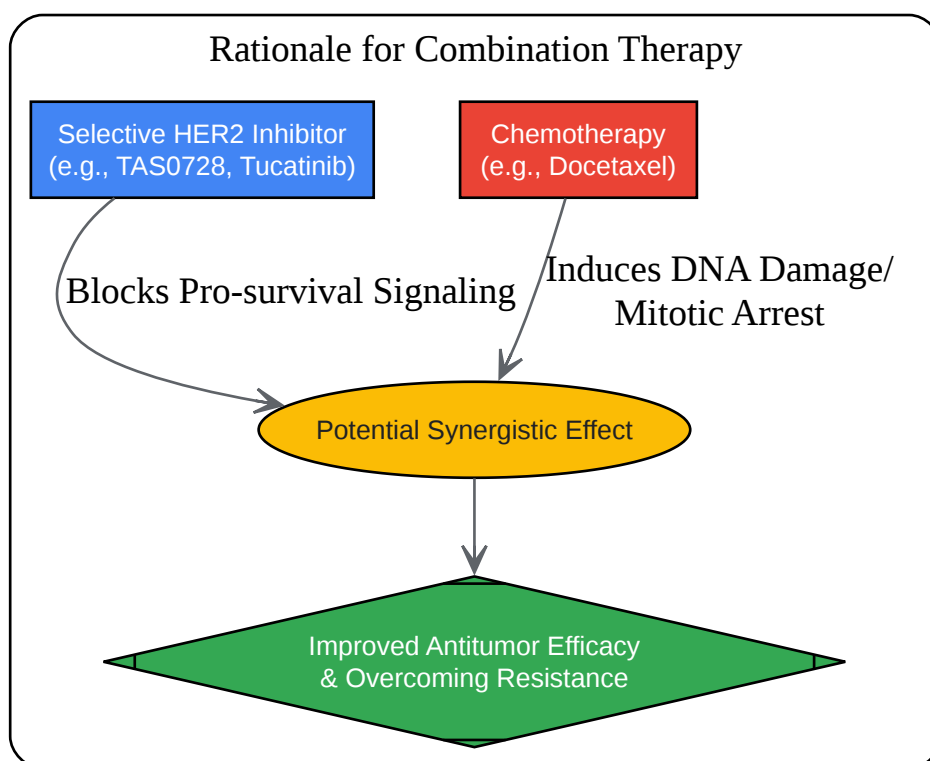 Rationale for Combination Therapy
Selective HER2 Inhibitor
(e.g., TAS0728, Tucatinib)
Chemotherapy
(e.g., Docetaxel)
Blocks Pro-survival Signaling
Induces DNA Damage/
Mitotic Arrest
Potential Synergistic Effect
Improved Antitumor Efficacy
& Overcoming Resistance